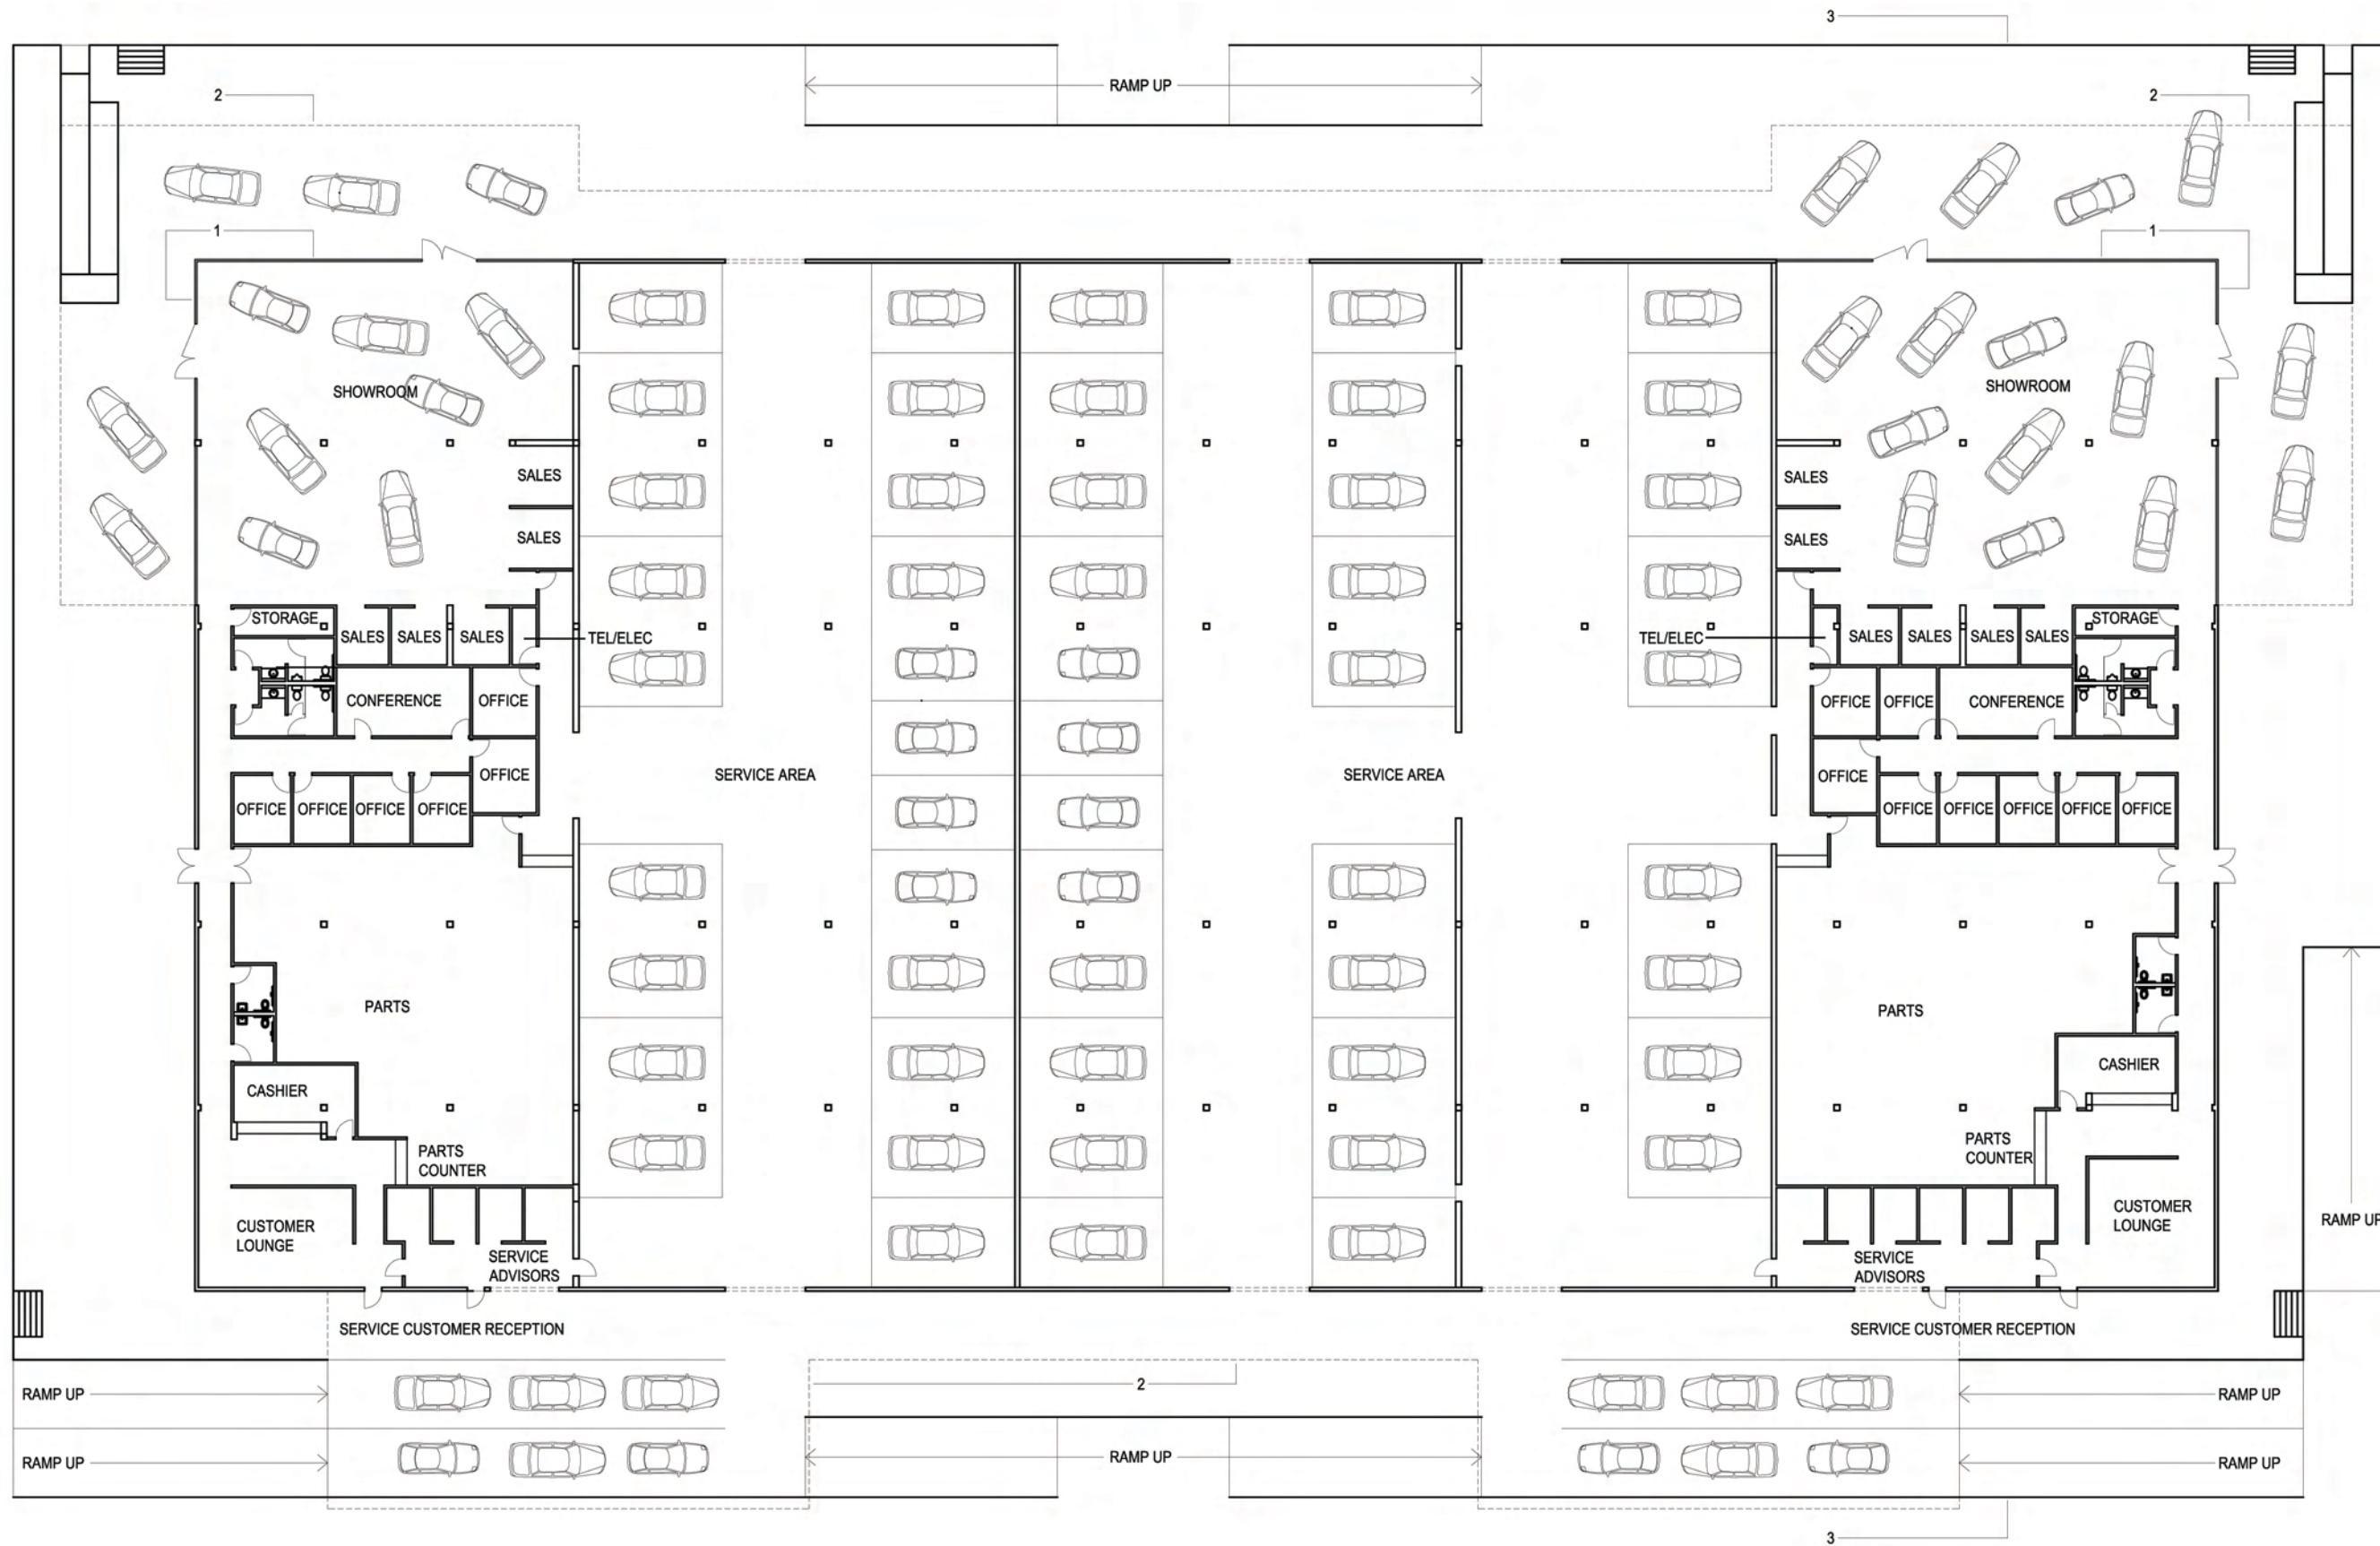 3
RAMP UP
2
2
1
1
SHOWROOM
SHOWROOM
SALES
SALES
SALES
SALES
STORAGE
SALES
SALES
SALES
TEL/ELEC
TEL/ELEC
SALES
SALES
SALES
SALES
STORAGE
CONFERENCE
OFFICE
OFFICE
OFFICE
CONFERENCE
OFFICE
SERVICE AREA
SERVICE AREA
OFFICE
OFFICE
OFFICE
OFFICE
OFFICE
OFFICE
OFFICE
OFFICE
OFFICE
OFFICE
PARTS
PARTS
CASHIER
CASHIER
PARTS
COUNTER
PARTS
COUNTER
CUSTOMER
LOUNGE
CUSTOMER
LOUNGE
RAMP UP
SERVICE
ADVISORS
SERVICE
ADVISORS
SERVICE CUSTOMER RECEPTION
SERVICE CUSTOMER RECEPTION
2
RAMP UP
RAMP UP
RAMP UP
RAMP UP
RAMP UP
3